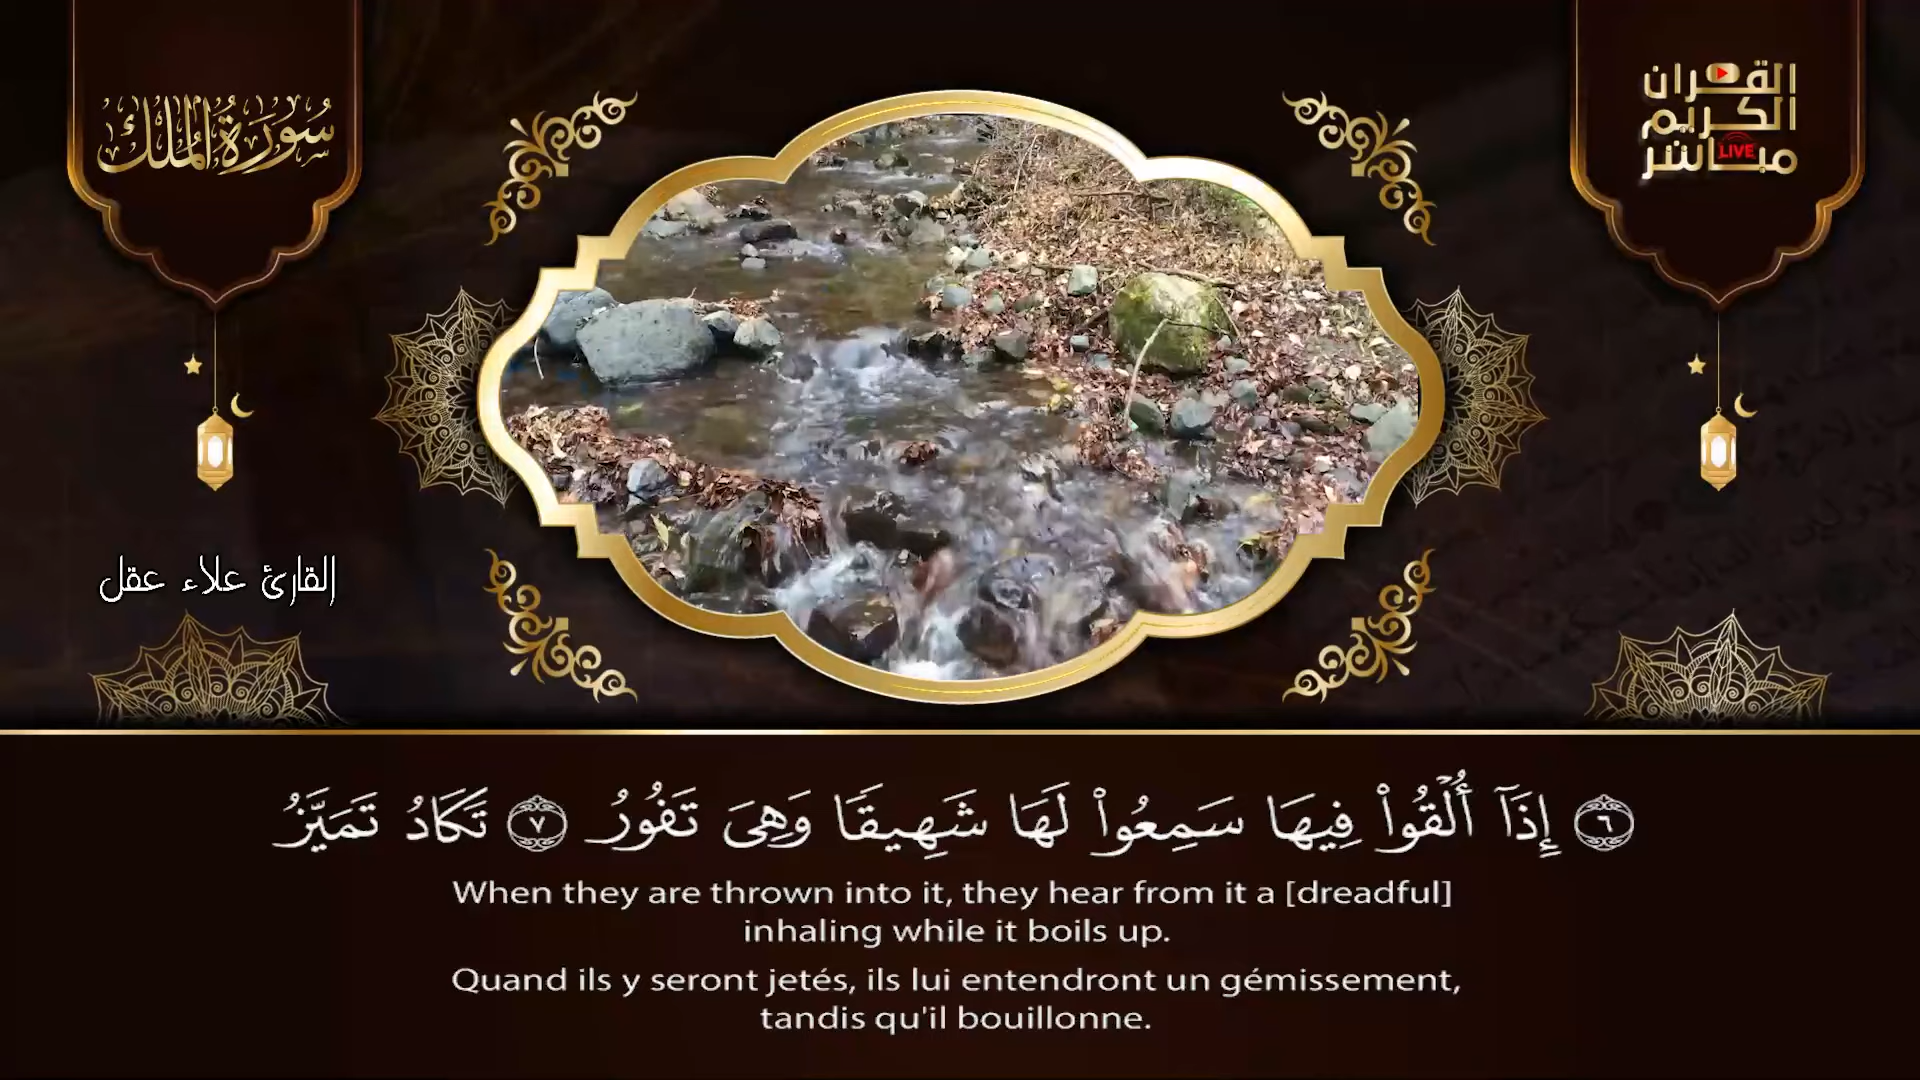 سُورَةُ المُلك
القرآن
الكريم
مباشر
LIVE
القارئ علاء عقل
٦ إِذَآ أُلْقُوا۟ فِيهَا سَمِعُوا۟ لَهَا شَهِيقًا وَهِىَ تَفُورُ ٧ تَكَادُ تَمَيَّزُ
When they are thrown into it, they hear from it a [dreadful]
inhaling while it boils up.
Quand ils y seront jetés, ils lui entendront un gémissement,
tandis qu'il bouillonne.